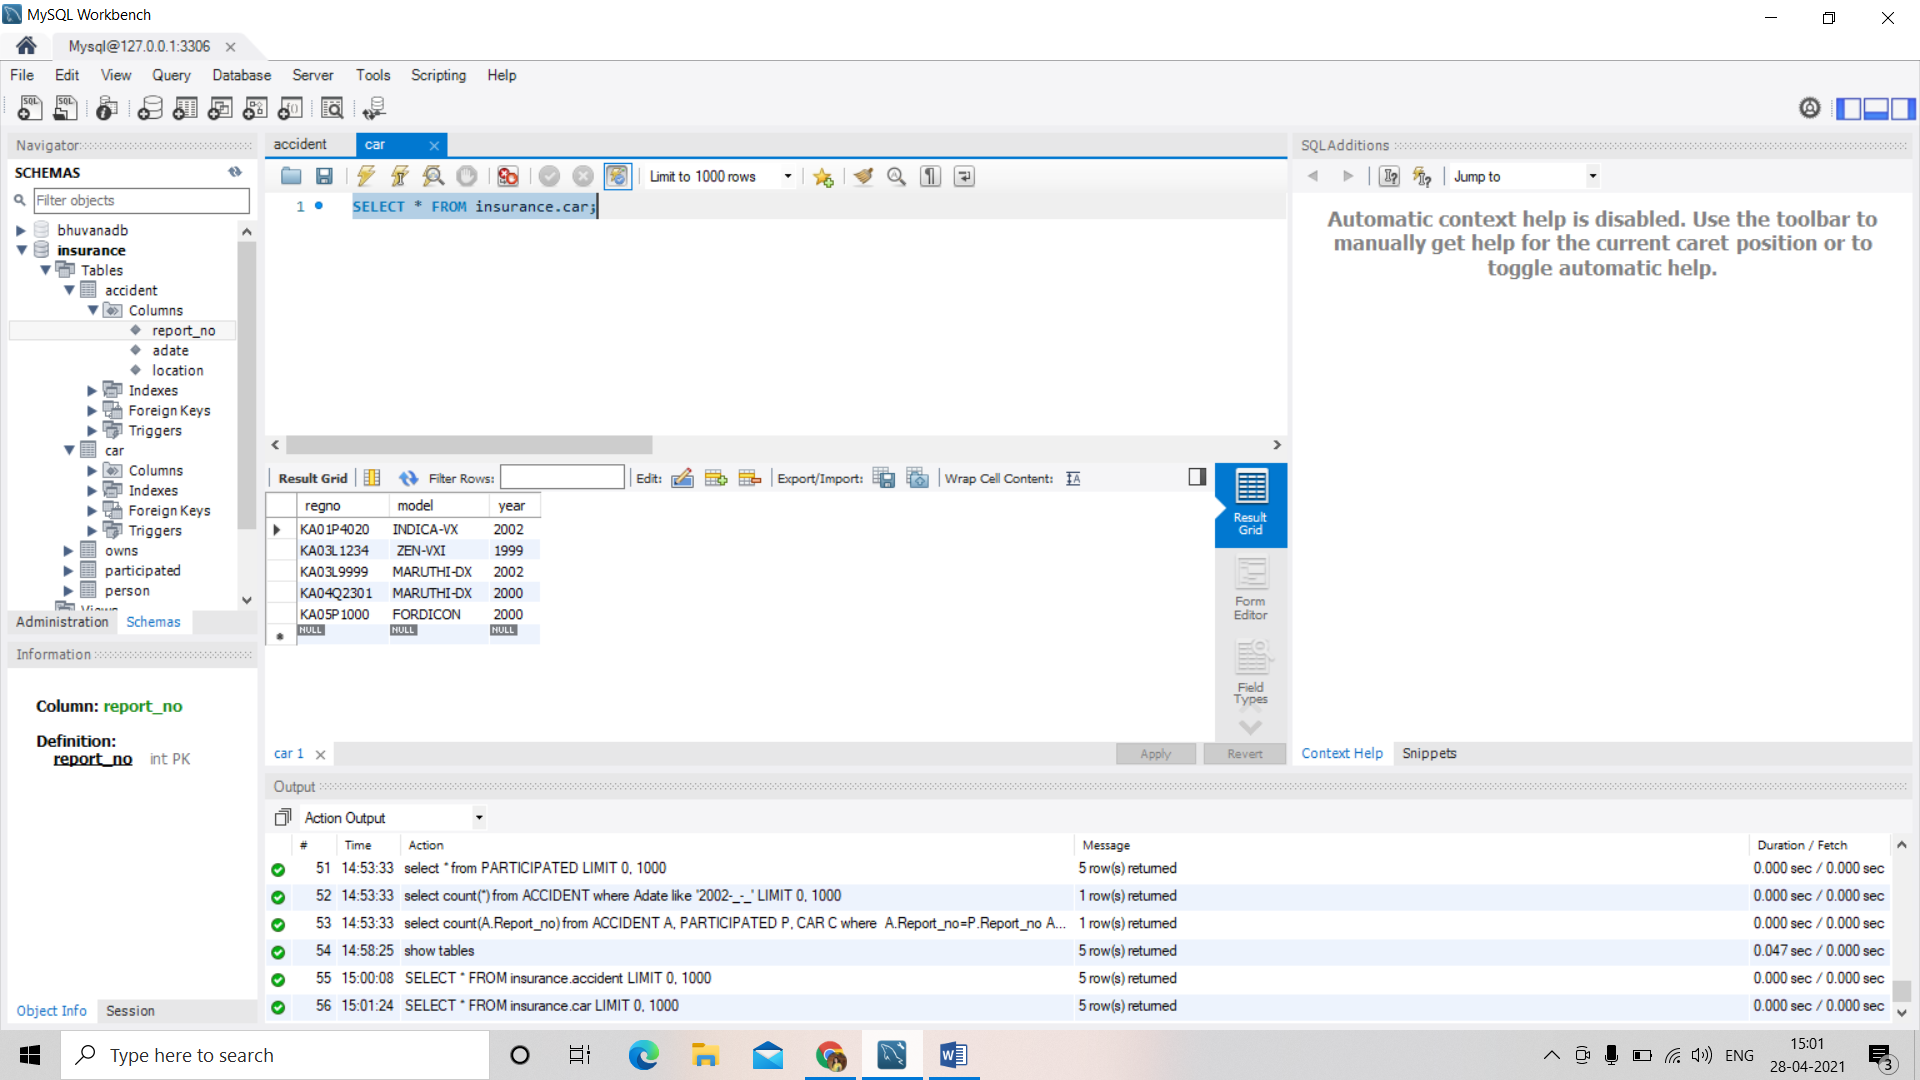 MySQL Workbench
Mysql@127.0.0.1:3306
File Edit View Query Database Server Tools Scripting Help
Navigator
SCHEMAS
Filter objects
bhuvanadb
insurance
Tables
accident
Columns
report_no
adate
location
Indexes
Foreign Keys
Triggers
car
Columns
Indexes
Foreign Keys
Triggers
owns
participated
person
Views
Administration Schemas
Information
Column: report_no
Definition:
report_no int PK
Object Info Session
accident car
Limit to 1000 rows
1 SELECT * FROM insurance.car;
Result Grid Filter Rows: Edit: Export/Import: Wrap Cell Content:
regno model year
KA01P4020 INDICA-VX 2002
KA03L1234 ZEN-VXI 1999
KA03L9999 MARUTHI-DX 2002
KA04Q2301 MARUTHI-DX 2000
KA05P1000 FORDICON 2000
NULL NULL NULL
Result
Grid
Form
Editor
Field
Types
car 1
Apply Revert
SQLAdditions
Jump to
Automatic context help is disabled. Use the toolbar to
manually get help for the current caret position or to
toggle automatic help.
Context Help Snippets
Output
Action Output
# Time Action Message Duration / Fetch
51 14:53:33 select * from PARTICIPATED LIMIT 0, 1000 5 row(s) returned 0.000 sec / 0.000 sec
52 14:53:33 select count(*) from ACCIDENT where Adate like '2002-_-_' LIMIT 0, 1000 1 row(s) returned 0.000 sec / 0.000 sec
53 14:53:33 select count(A.Report_no) from ACCIDENT A, PARTICIPATED P, CAR C where A.Report_no=P.Report_no A... 1 row(s) returned 0.000 sec / 0.000 sec
54 14:58:25 show tables 5 row(s) returned 0.047 sec / 0.000 sec
55 15:00:08 SELECT * FROM insurance.accident LIMIT 0, 1000 5 row(s) returned 0.000 sec / 0.000 sec
56 15:01:24 SELECT * FROM insurance.car LIMIT 0, 1000 5 row(s) returned 0.000 sec / 0.000 sec
Type here to search
ENG
15:01
28-04-2021
3